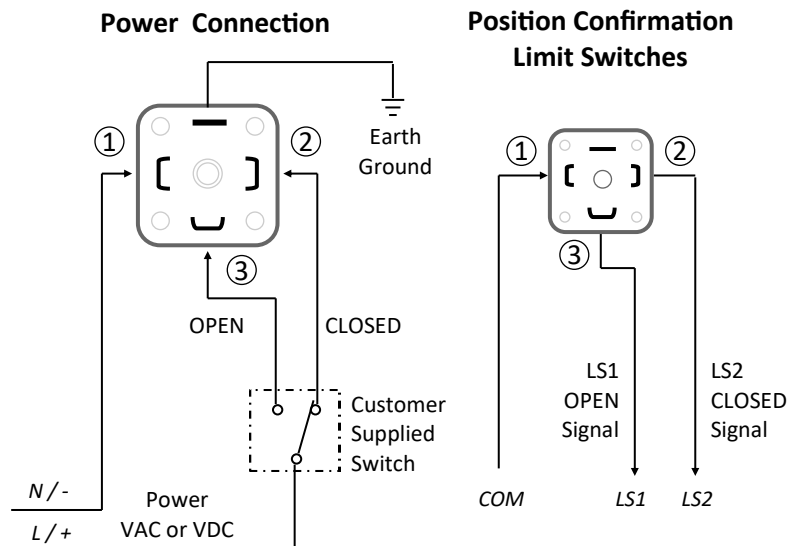 Power Connection
Earth
Ground
①
②
③
OPEN
CLOSED
Customer
Supplied
Switch
N / -
L / +
Power
VAC or VDC
Position Confirmation
Limit Switches
①
②
③
LS1
OPEN
Signal
LS2
CLOSED
Signal
COM
LS1
LS2